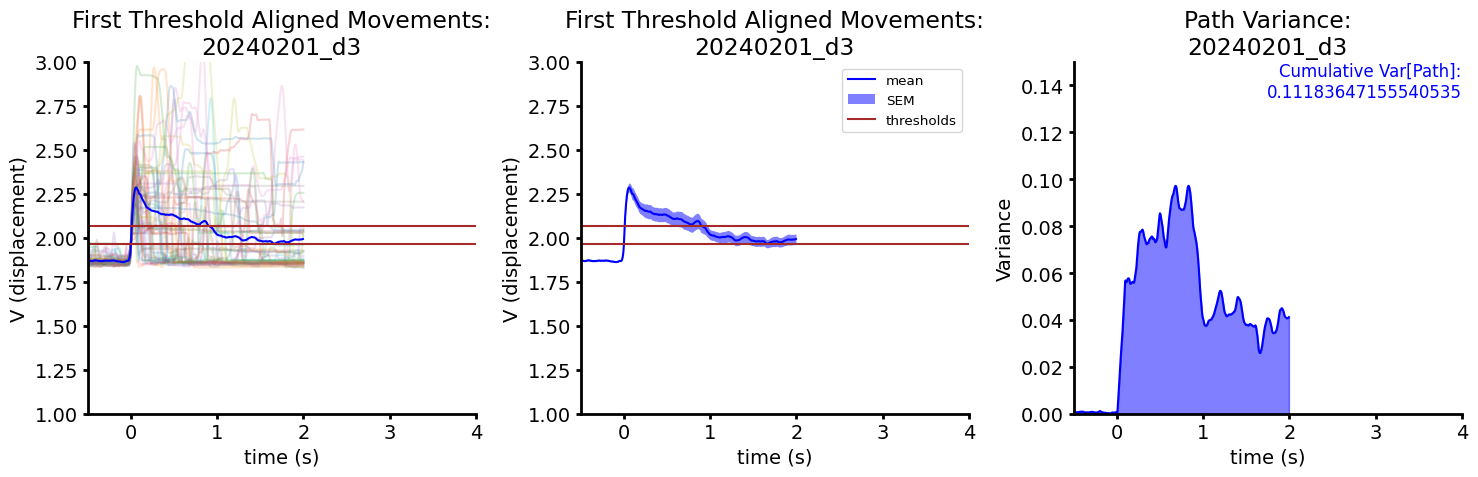 First Threshold Aligned Movements:
20240201_d3
3.00
2.75
2.50
2.25
2.00
1.75
1.50
1.25
1.00
V (displacement)
0
1
2
3
4
time (s)
First Threshold Aligned Movements:
20240201_d3
mean
SEM
thresholds
3.00
2.75
2.50
2.25
2.00
1.75
1.50
1.25
1.00
V (displacement)
0
1
2
3
4
time (s)
Path Variance:
20240201_d3
Cumulative Var[Path]:
0.11183647155540535
0.14
0.12
0.10
0.08
0.06
0.04
0.02
0.00
Variance
0
1
2
3
4
time (s)